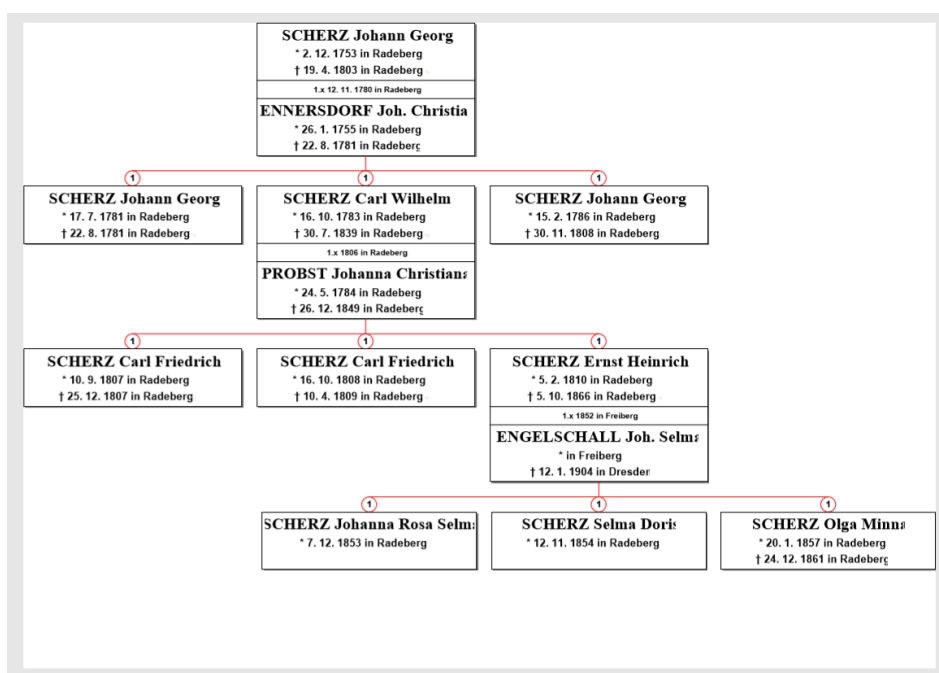 SCHERZ Johann Georg
* 2. 12. 1753 in Radeberg
† 19. 4. 1803 in Radeberg
1.x 12. 11. 1780 in Radeberg
ENNERSDORF Joh. Christia
* 26. 1. 1755 in Radeberg
† 22. 8. 1781 in Radeberg
1
1
1
SCHERZ Johann Georg
* 17. 7. 1781 in Radeberg
† 22. 8. 1781 in Radeberg
SCHERZ Carl Wilhelm
* 16. 10. 1783 in Radeberg
† 30. 7. 1839 in Radeberg
1.x 1806 in Radeberg
PROBST Johanna Christiana
* 24. 5. 1784 in Radeberg
† 26. 12. 1849 in Radeberg
SCHERZ Johann Georg
* 15. 2. 1786 in Radeberg
† 30. 11. 1808 in Radeberg
1
1
1
SCHERZ Carl Friedrich
* 10. 9. 1807 in Radeberg
† 25. 12. 1807 in Radeberg
SCHERZ Carl Friedrich
* 16. 10. 1808 in Radeberg
† 10. 4. 1809 in Radeberg
SCHERZ Ernst Heinrich
* 5. 2. 1810 in Radeberg
† 5. 10. 1866 in Radeberg
1.x 1852 in Freiberg
ENGELSCHALL Joh. Selma
* in Freiberg
† 12. 1. 1904 in Dresden
1
1
1
SCHERZ Johanna Rosa Selma
* 7. 12. 1853 in Radeberg
SCHERZ Selma Doris
* 12. 11. 1854 in Radeberg
SCHERZ Olga Minna
* 20. 1. 1857 in Radeberg
† 24. 12. 1861 in Radeberg